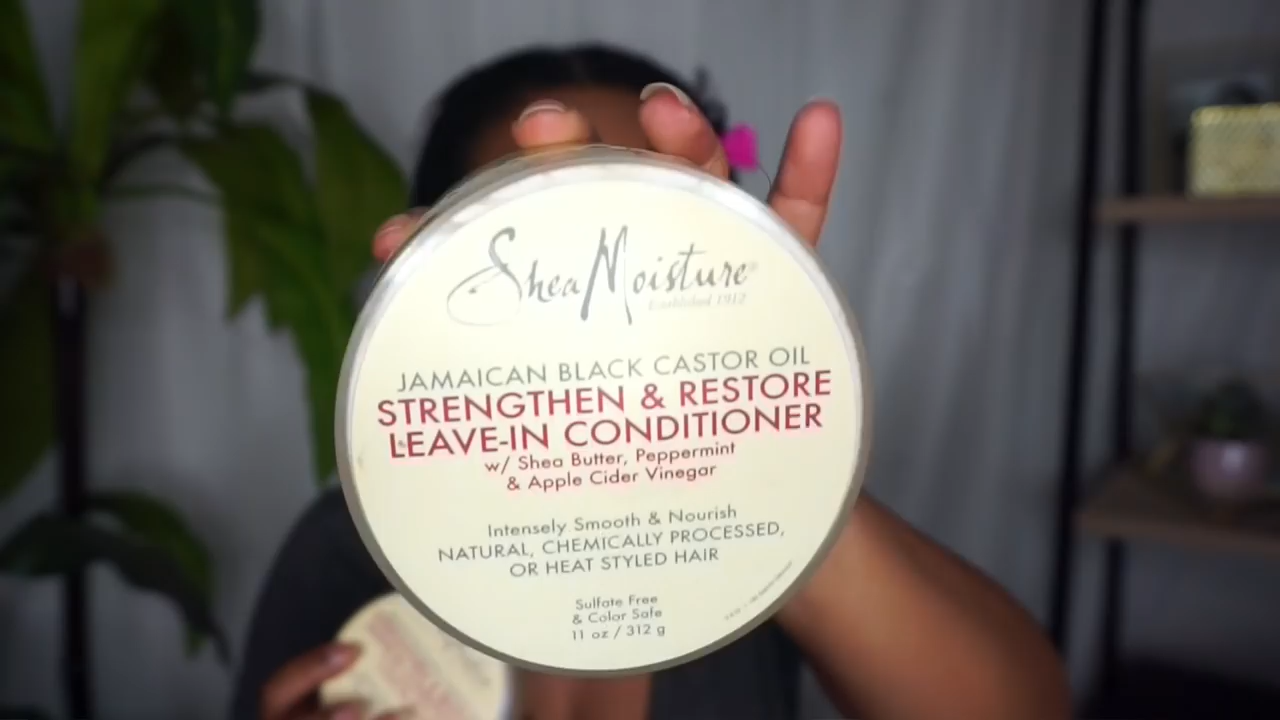 SheaMoisture
Established 1912
JAMAICAN BLACK CASTOR OIL
STRENGTHEN & RESTORE
LEAVE-IN CONDITIONER
w/ Shea Butter, Peppermint
& Apple Cider Vinegar
Intensely Smooth & Nourish
NATURAL, CHEMICALLY PROCESSED,
OR HEAT STYLED HAIR
Sulfate Free
& Color Safe
11 oz / 312 g